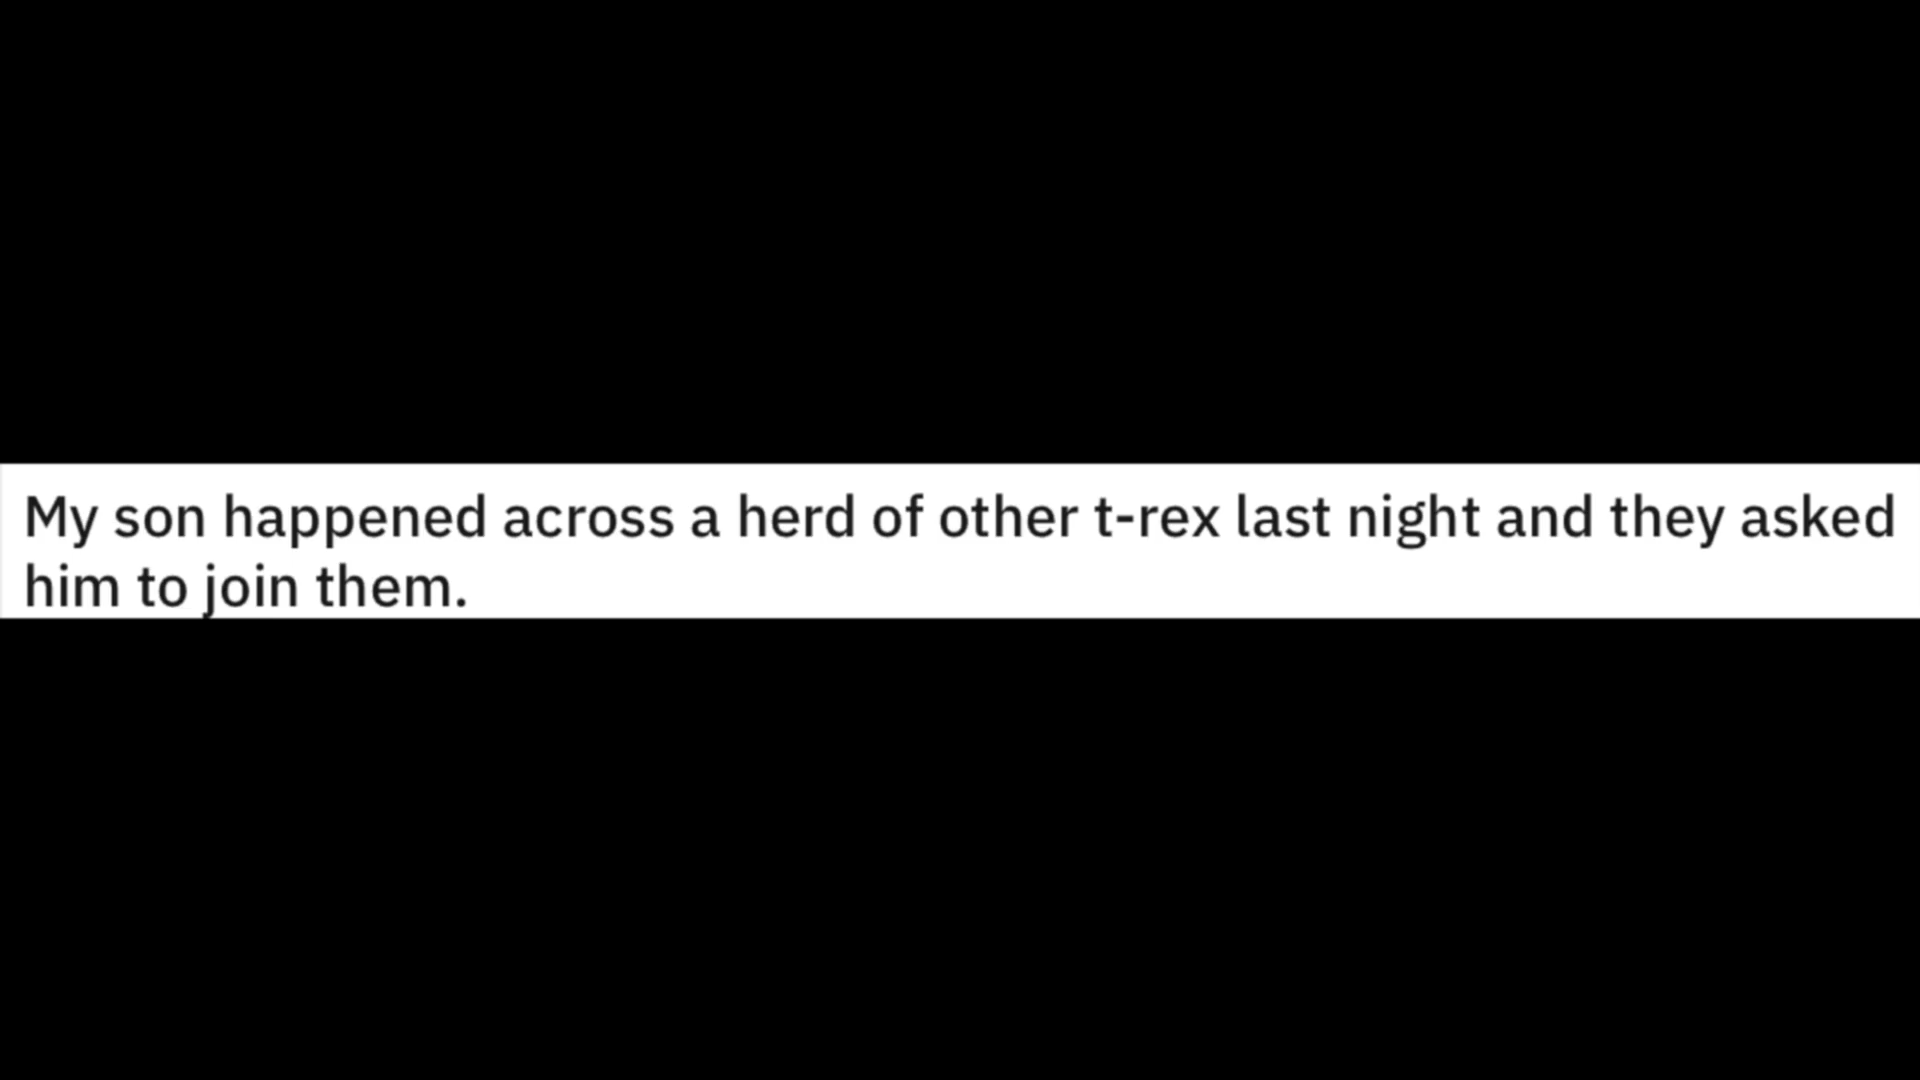 My son happened across a herd of other t-rex last night and they asked
him to join them.